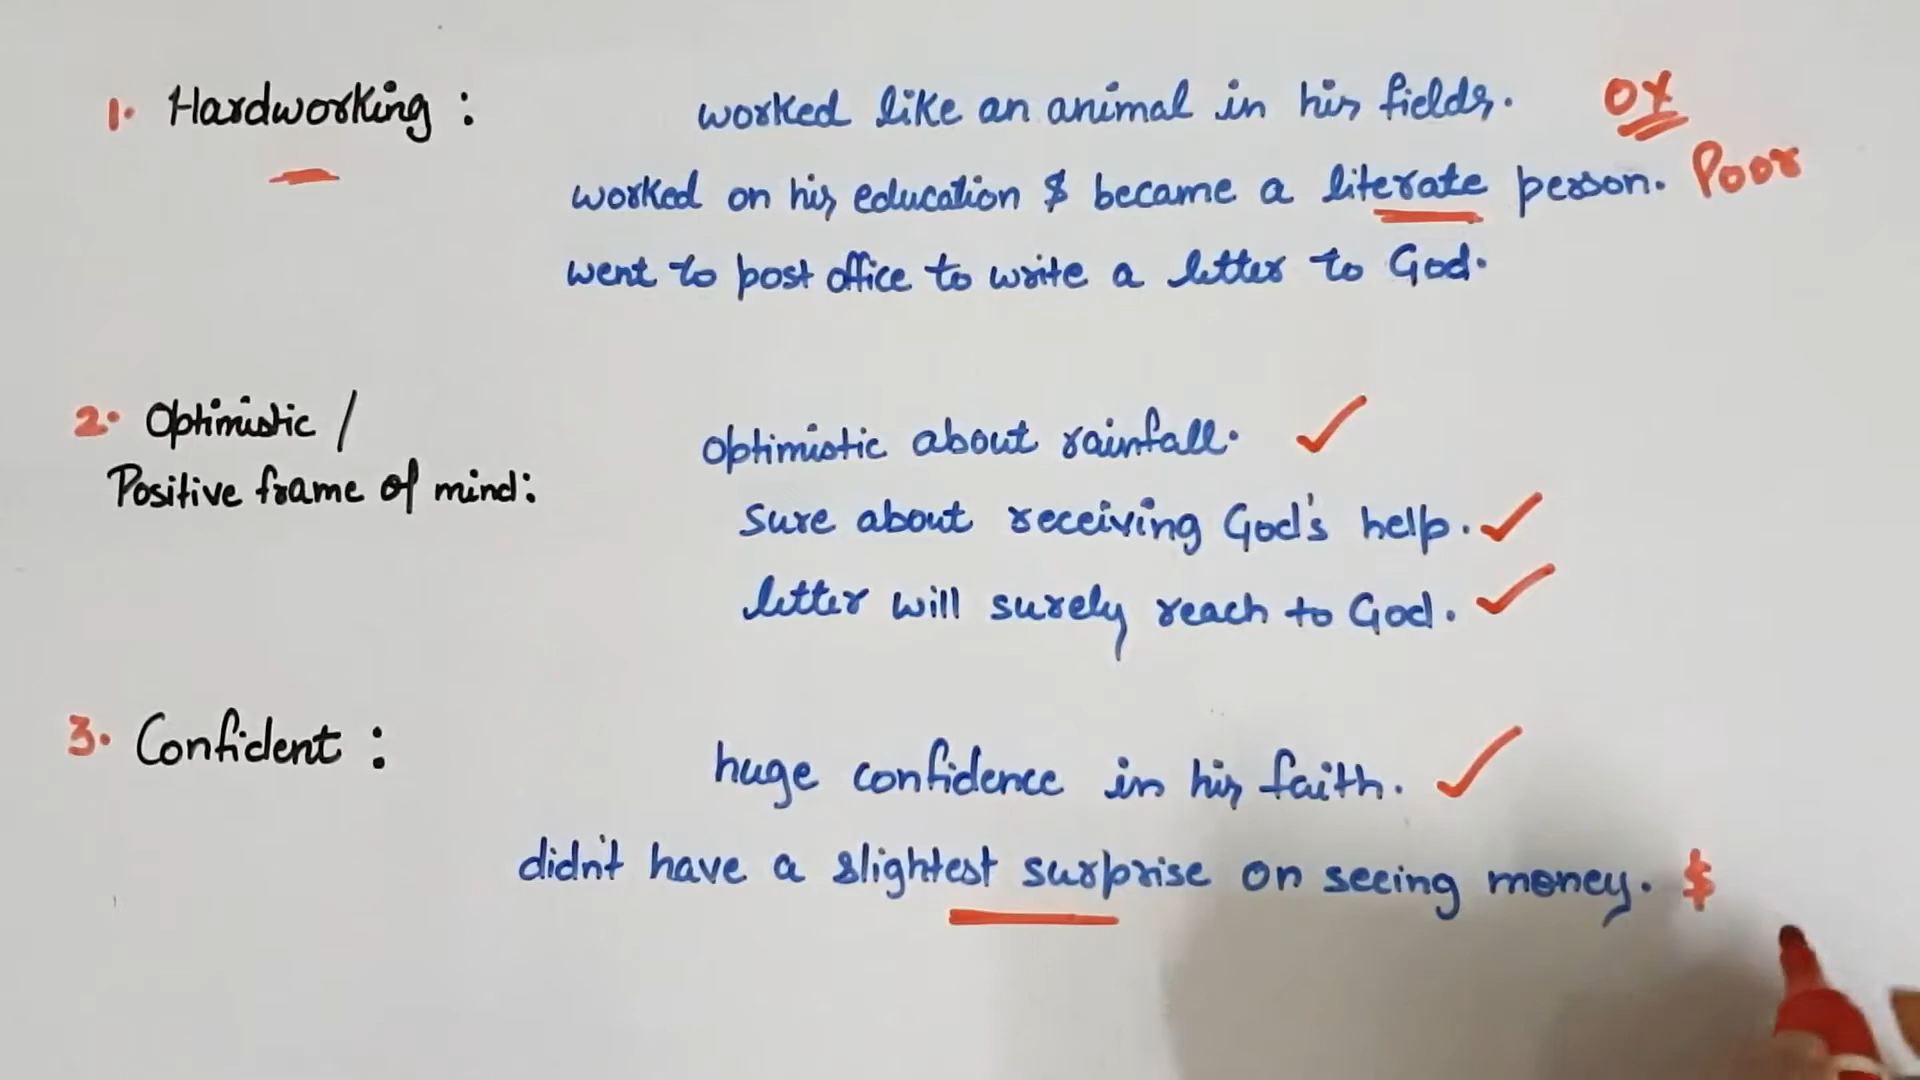 1. Hardworking : worked like an animal in his fields. OX
worked on his education & became a literate person. Poor
went to post office to write a letter to God.
2. Optimistic /
Positive frame of mind:
optimistic about rainfall. ✓
sure about receiving God's help. ✓
letter will surely reach to God. ✓
3. Confident : huge confidence in his faith. ✓
didn't have a slightest surprise on seeing money. $